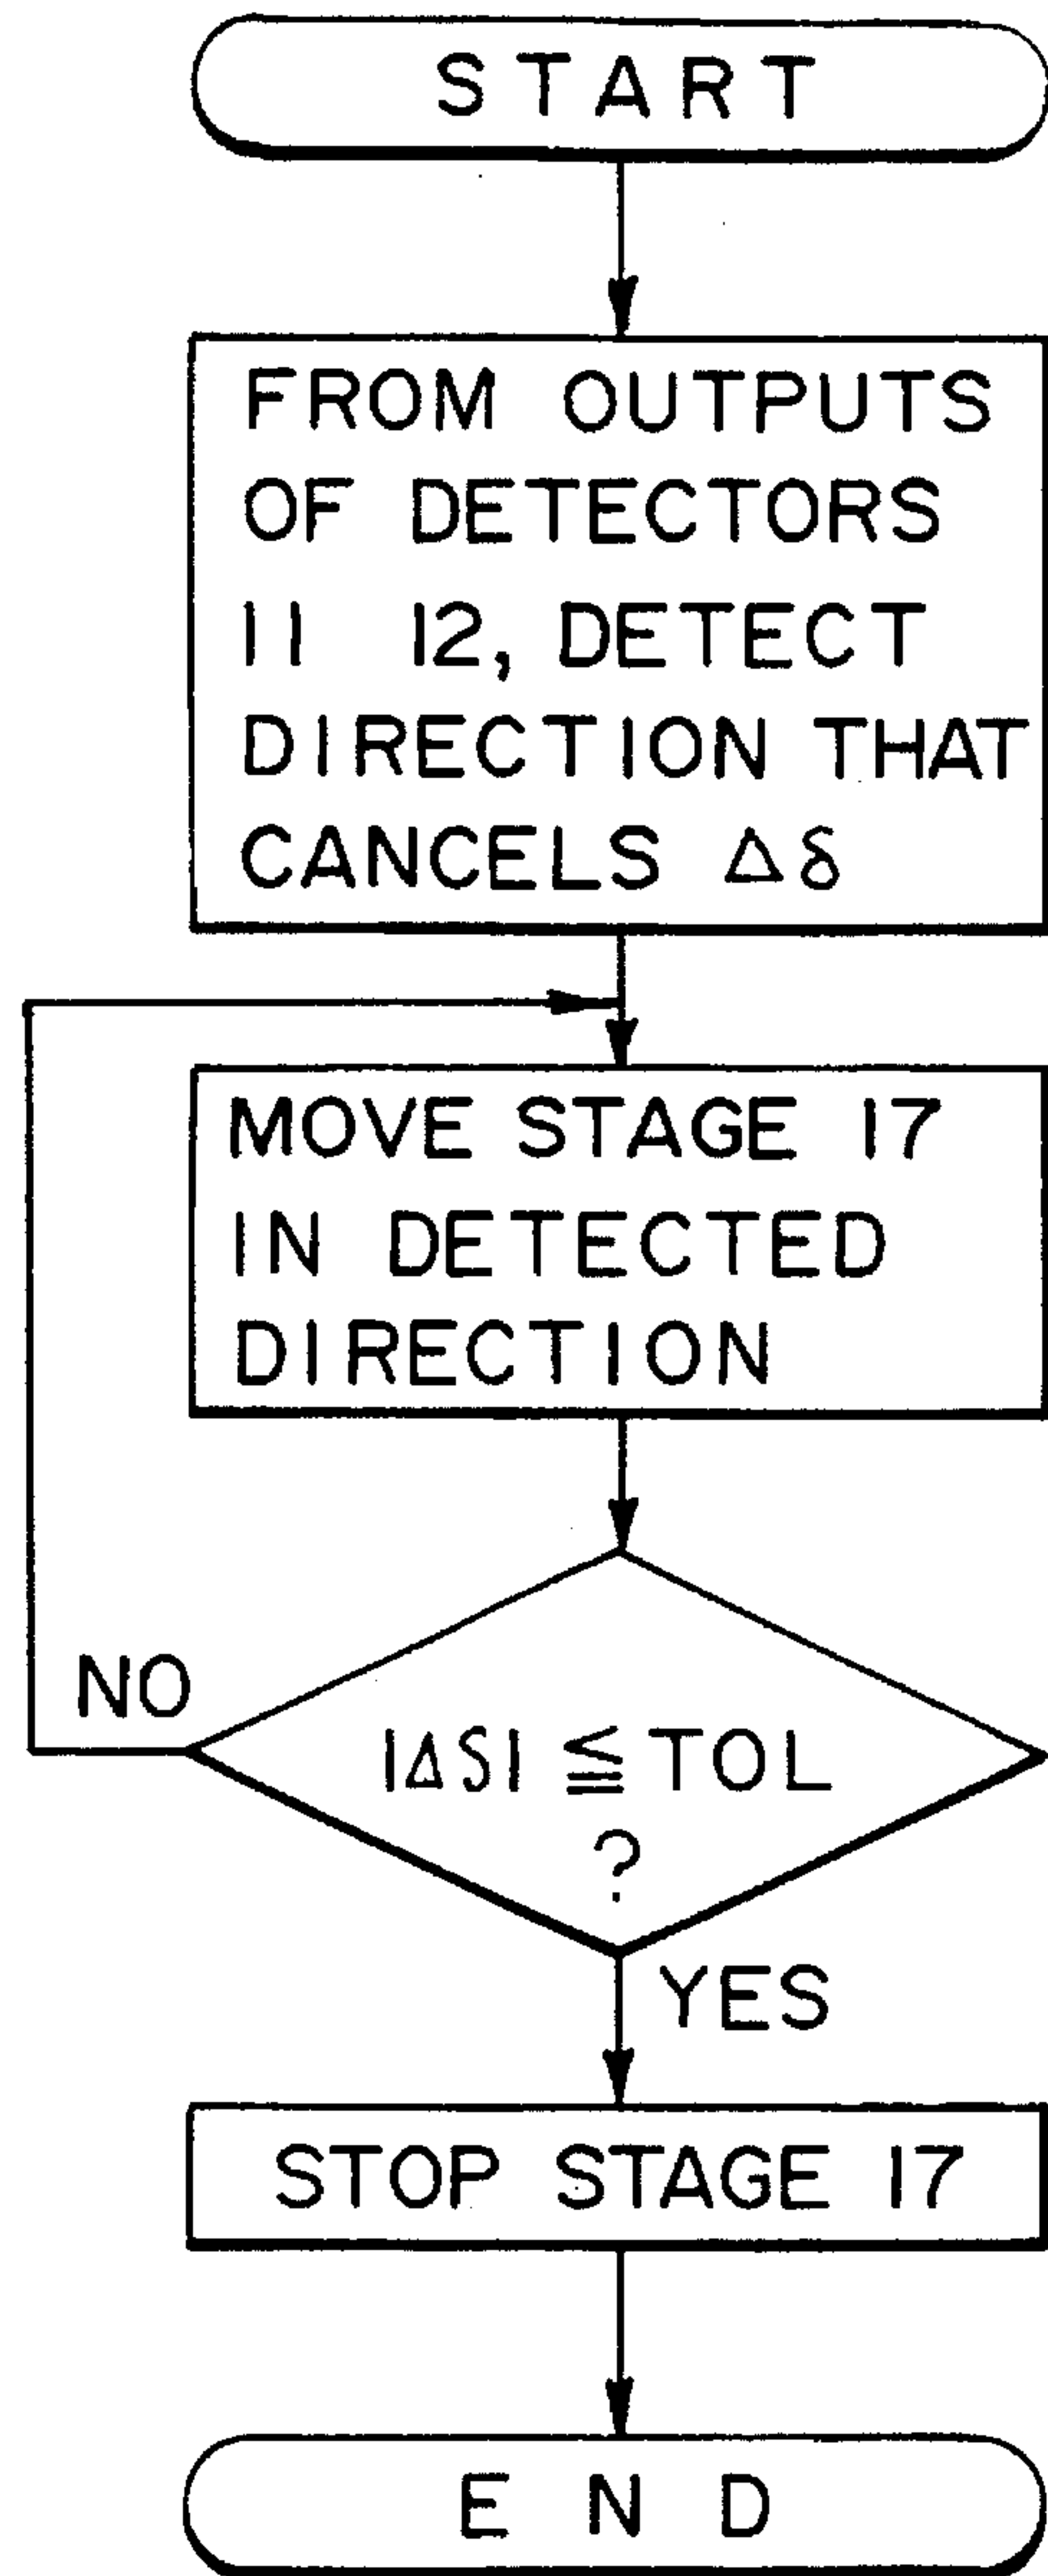 START
FROM OUTPUTS
OF DETECTORS
11 12, DETECT
DIRECTION THAT
CANCELS Δδ
MOVE STAGE 17
IN DETECTED
DIRECTION
NO
|ΔS| ≦ TOL
?
YES
STOP STAGE 17
END